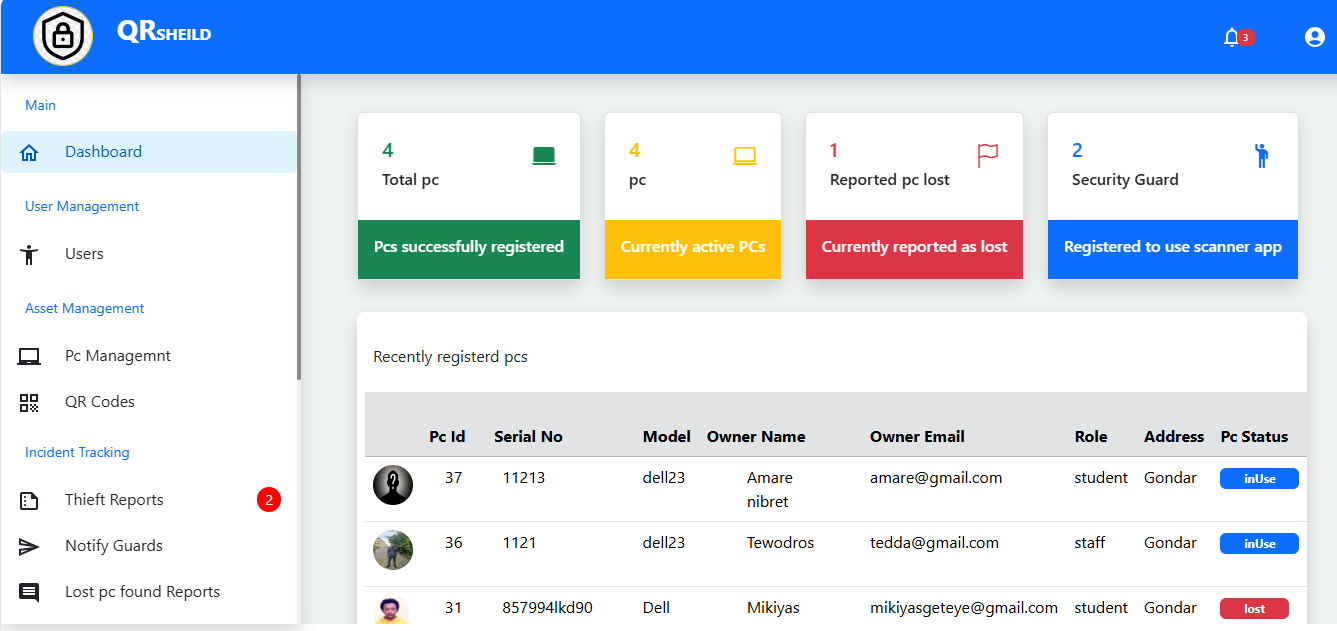 QRSHEILD
3
Main
Dashboard
User Management
Users
Asset Management
Pc Managemnt
QR Codes
Incident Tracking
Thieft Reports 2
Notify Guards
Lost pc found Reports
4
Total pc
Pcs successfully registered
4
pc
Currently active PCs
1
Reported pc lost
Currently reported as lost
2
Security Guard
Registered to use scanner app
Recently registerd pcs
Pc Id Serial No Model Owner Name Owner Email Role Address Pc Status
37 11213 dell23 Amare nibret amare@gmail.com student Gondar inUse
36 1121 dell23 Tewodros tedda@gmail.com staff Gondar inUse
31 857994lkd90 Dell Mikiyas mikiyasgeteye@gmail.com student Gondar lost